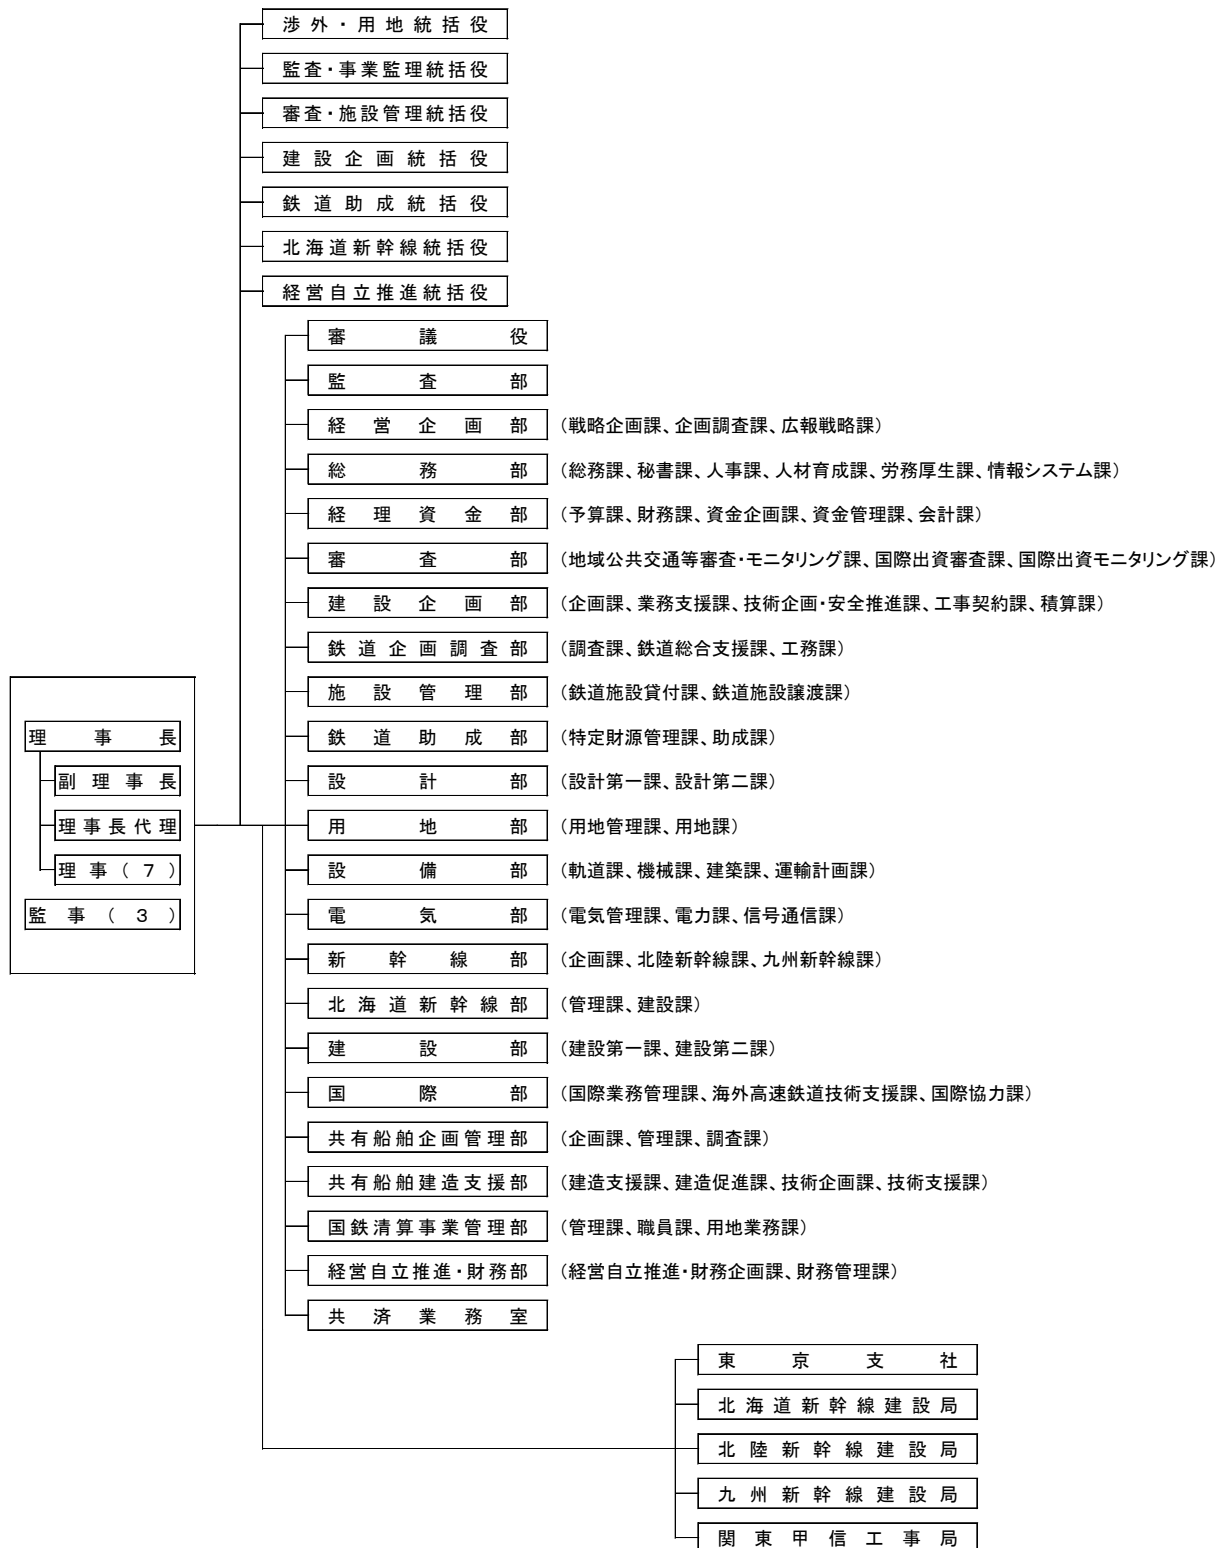 渉外・用地統括役
監査・事業監理統括役
審査・施設管理統括役
建設企画統括役
鉄道助成統括役
北海道新幹線統括役
経営自立推進統括役
審議役
監査部
経営企画部 （戦略企画課、企画調査課、広報戦略課）
総務部 （総務課、秘書課、人事課、人材育成課、労務厚生課、情報システム課）
経理資金部 （予算課、財務課、資金企画課、資金管理課、会計課）
審査部 （地域公共交通等審査・モニタリング課、国際出資審査課、国際出資モニタリング課）
建設企画部 （企画課、業務支援課、技術企画・安全推進課、工事契約課、積算課）
鉄道企画調査部 （調査課、鉄道総合支援課、工務課）
施設管理部 （鉄道施設貸付課、鉄道施設譲渡課）
理事長
鉄道助成部 （特定財源管理課、助成課）
副理事長
設計部 （設計第一課、設計第二課）
理事長代理
用地部 （用地管理課、用地課）
理事（７）
設備部 （軌道課、機械課、建築課、運輸計画課）
監事（３）
電気部 （電気管理課、電力課、信号通信課）
新幹線部 （企画課、北陸新幹線課、九州新幹線課）
北海道新幹線部 （管理課、建設課）
建設部 （建設第一課、建設第二課）
国際部 （国際業務管理課、海外高速鉄道技術支援課、国際協力課）
共有船舶企画管理部 （企画課、管理課、調査課）
共有船舶建造支援部 （建造支援課、建造促進課、技術企画課、技術支援課）
国鉄清算事業管理部 （管理課、職員課、用地業務課）
経営自立推進・財務部 （経営自立推進・財務企画課、財務管理課）
共済業務室
東京支社
北海道新幹線建設局
北陸新幹線建設局
九州新幹線建設局
関東甲信工事局